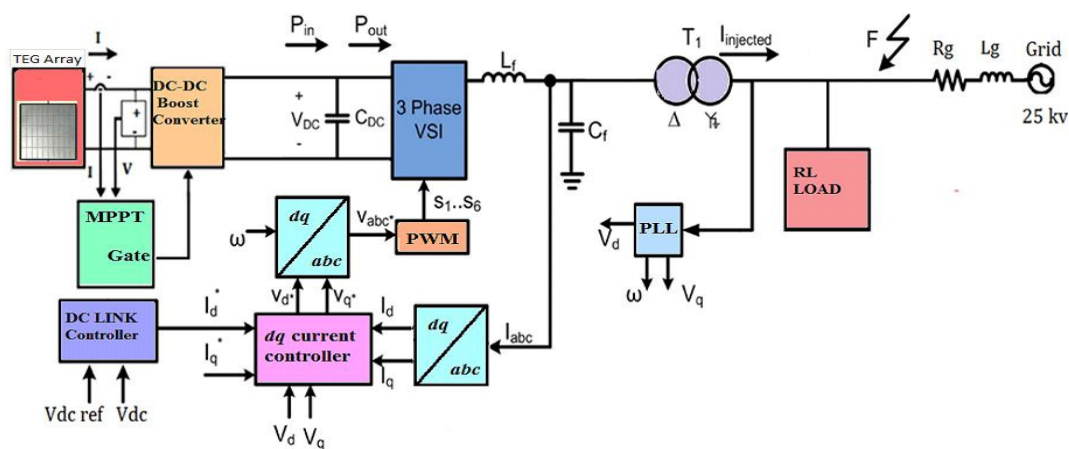 TEG Array
I
+ -
+
-
DC-DC
Boost
Converter
I
V
MPPT
Gate
P_in
P_out
+
V_DC
-
C_DC
3 Phase
VSI
L_f
C_f
T_1
Δ
I_injected
F
Rg
Lg
Grid
25 kv
RL
LOAD
PLL
V_d
ω
V_q
S_1..S_6
PWM
V_abc*
dq
abc
ω
V_d*
V_q*
DC LINK
Controller
Vdc ref
Vdc
I_d*
I_q*
dq current
controller
V_d
V_q
I_d
I_q
dq
abc
I_abc